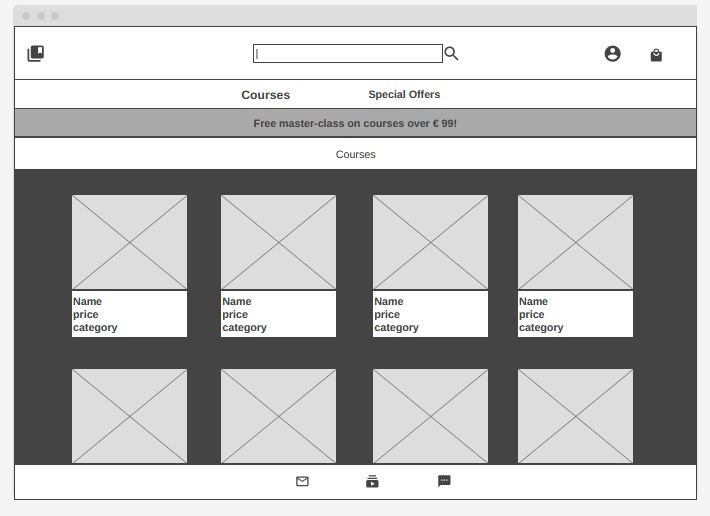 Courses Special Offers
Free master-class on courses over € 99!
Courses
Name Name Name Name
price price price price
category category category category